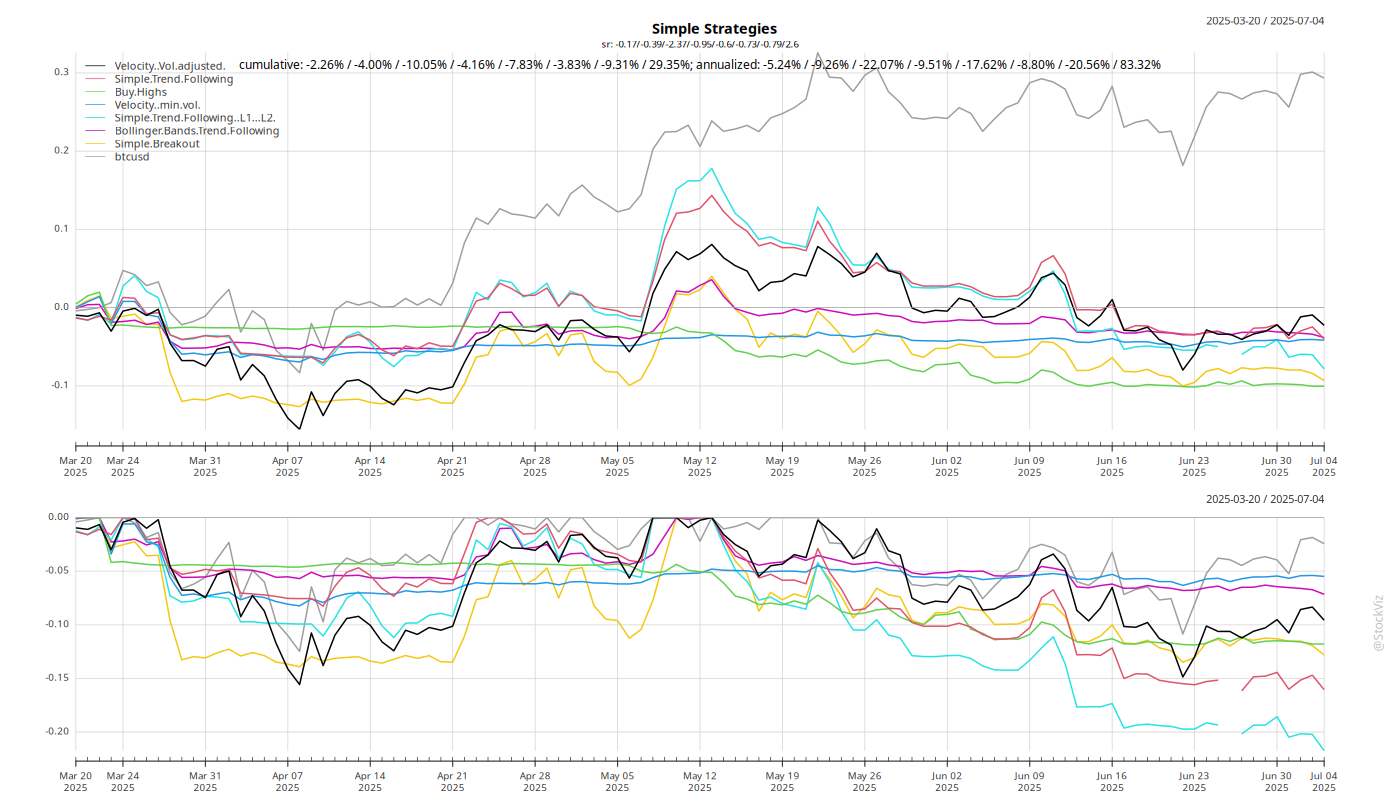 Simple Strategies
2025-03-20 / 2025-07-04
sr: -0.17/-0.39/-2.37/-0.95/-0.6/-0.73/-0.79/2.6
cumulative: -2.26% / -4.00% / -10.05% / -4.16% / -7.83% / -3.83% / -9.31% / 29.35%; annualized: -5.24% / -9.26% / -22.07% / -9.51% / -17.62% / -8.80% / -20.56% / 83.32%
Velocity..Vol.adjusted.
Simple.Trend.Following
Buy.Highs
Velocity..min.vol.
Simple.Trend.Following..L1...L2.
Bollinger.Bands.Trend.Following
Simple.Breakout
btcusd
0.3
0.2
0.1
0.0
-0.1
Mar 20 Mar 24 Mar 31 Apr 07 Apr 14 Apr 21 Apr 28 May 05 May 12 May 19 May 26 Jun 02 Jun 09 Jun 16 Jun 23 Jun 30 Jul 04
2025 2025 2025 2025 2025 2025 2025 2025 2025 2025 2025 2025 2025 2025 2025 2025 2025
2025-03-20 / 2025-07-04
0.00
-0.05
-0.10
-0.15
-0.20
Mar 20 Mar 24 Mar 31 Apr 07 Apr 14 Apr 21 Apr 28 May 05 May 12 May 19 May 26 Jun 02 Jun 09 Jun 16 Jun 23 Jun 30 Jul 04
2025 2025 2025 2025 2025 2025 2025 2025 2025 2025 2025 2025 2025 2025 2025 2025 2025
@StockViz